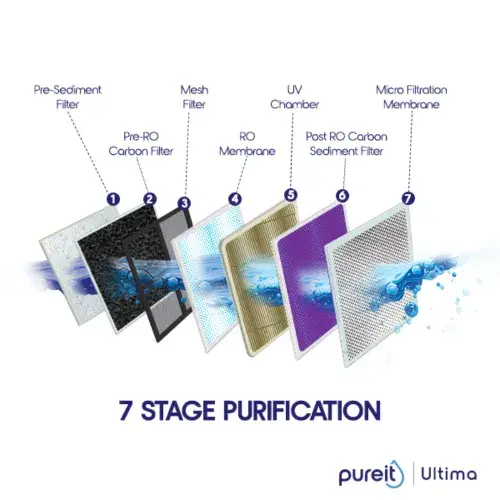 Pre-Sediment
Filter
Mesh
Filter
UV
Chamber
Micro Filtration
Membrane
Pre-RO
Carbon Filter
RO
Membrane
Post RO Carbon
Sediment Filter
1
2
3
4
5
6
7
7 STAGE PURIFICATION
pureit Ultima